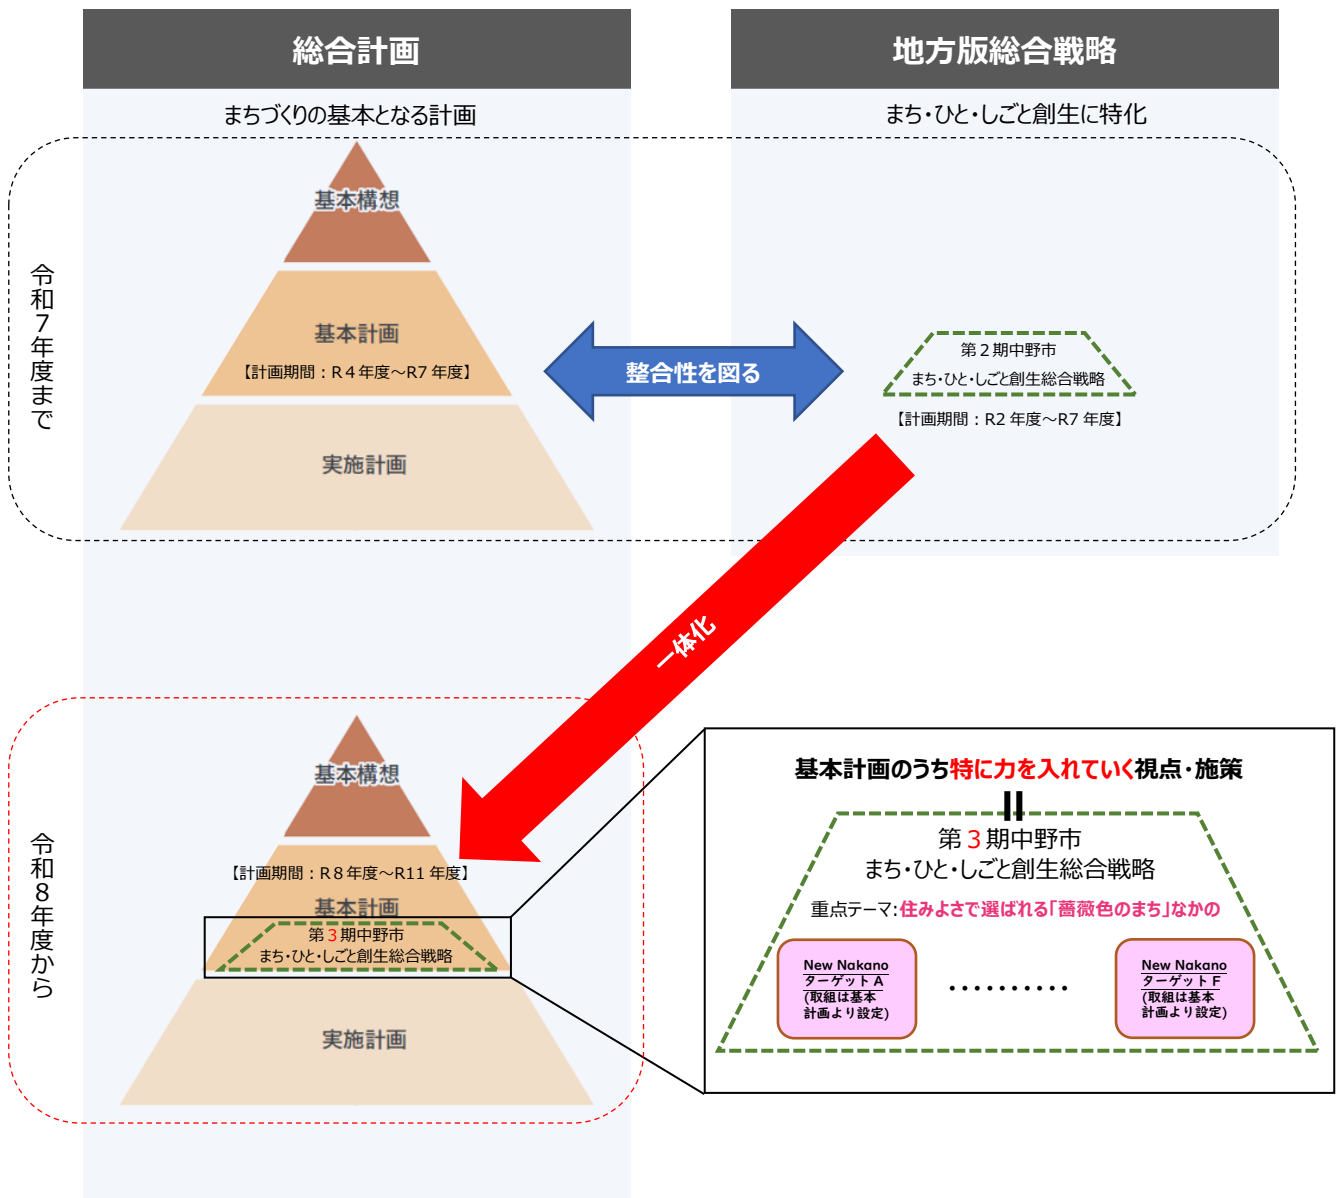 総合計画
地方版総合戦略
まちづくりの基本となる計画
まち・ひと・しごと創生に特化
令和７年度まで
基本構想
基本計画
【計画期間：R４年度～R7 年度】
実施計画
整合性を図る
第２期中野市
まち・ひと・しごと創生総合戦略
【計画期間：R2 年度～R7 年度】
一体化
令和８年度から
基本構想
【計画期間：R８年度～R11 年度】
基本計画
第３期中野市
まち・ひと・しごと創生総合戦略
実施計画
基本計画のうち特に力を入れていく視点・施策
||
第３期中野市
まち・ひと・しごと創生総合戦略
重点テーマ:住みよさで選ばれる「薔薇色のまち」なかの
New Nakano
ターゲット A
(取組は基本
計画より設定)
・・・・・・・・・・
New Nakano
ターゲット F
(取組は基本
計画より設定)